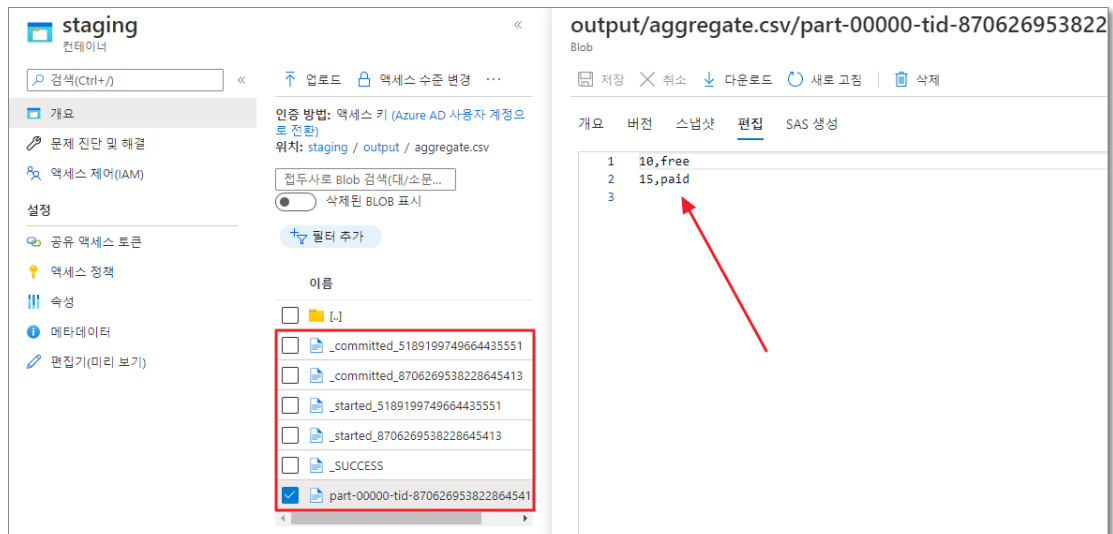 staging
컨테이너
«
검색(Ctrl+/)
«
개요
문제 진단 및 해결
액세스 제어(IAM)
설정
공유 액세스 토큰
액세스 정책
속성
메타데이터
편집기(미리 보기)
업로드 액세스 수준 변경 ···
인증 방법: 액세스 키 (Azure AD 사용자 계정으
로 전환)
위치: staging / output / aggregate.csv
접두사로 Blob 검색(대/소문...
삭제된 BLOB 표시
필터 추가
이름
[..]
_committed_5189199749664435551
_committed_8706269538228645413
_started_5189199749664435551
_started_8706269538228645413
_SUCCESS
part-00000-tid-870626953822864541
output/aggregate.csv/part-00000-tid-870626953822
Blob
저장 취소 다운로드 새로 고침 삭제
개요 버전 스냅샷 편집 SAS 생성
1 10,free
2 15,paid
3